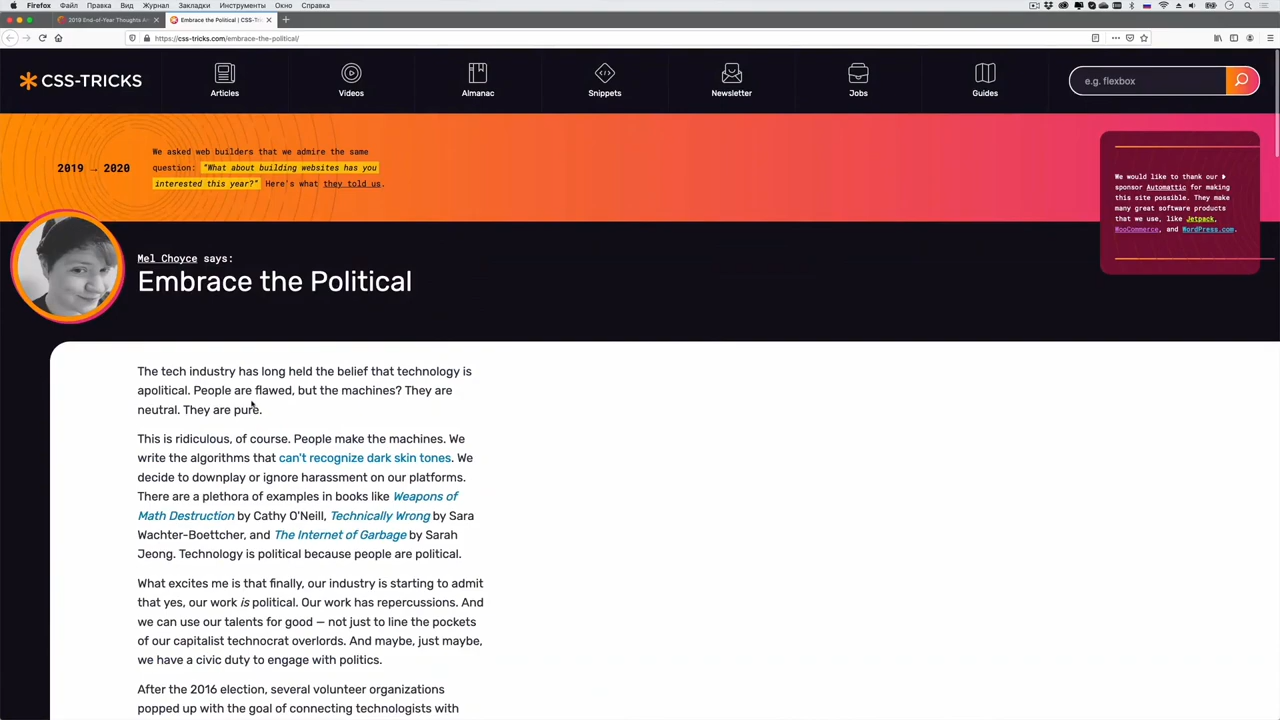 Firefox Файл Правка Вид Журнал Закладки Инструменты Окно Справка
2019 End-of-Year Thoughts Ar
Embrace the Political | CSS-Tri
https://css-tricks.com/embrace-the-political/
CSS-TRICKS
Articles
Videos
Almanac
Snippets
Newsletter
Jobs
Guides
e.g. flexbox
2019 → 2020
We asked web builders that we admire the same
question: "What about building websites has you
interested this year?" Here's what they told us.
We would like to thank our
sponsor Automattic for making
this site possible. They make
many great software products
that we use, like Jetpack,
WooCommerce, and WordPress.com.
Mel Choyce says:
Embrace the Political
The tech industry has long held the belief that technology is
apolitical. People are flawed, but the machines? They are
neutral. They are pure.
This is ridiculous, of course. People make the machines. We
write the algorithms that can't recognize dark skin tones. We
decide to downplay or ignore harassment on our platforms.
There are a plethora of examples in books like Weapons of
Math Destruction by Cathy O'Neill, Technically Wrong by Sara
Wachter-Boettcher, and The Internet of Garbage by Sarah
Jeong. Technology is political because people are political.
What excites me is that finally, our industry is starting to admit
that yes, our work is political. Our work has repercussions. And
we can use our talents for good — not just to line the pockets
of our capitalist technocrat overlords. And maybe, just maybe,
we have a civic duty to engage with politics.
After the 2016 election, several volunteer organizations
popped up with the goal of connecting technologists with